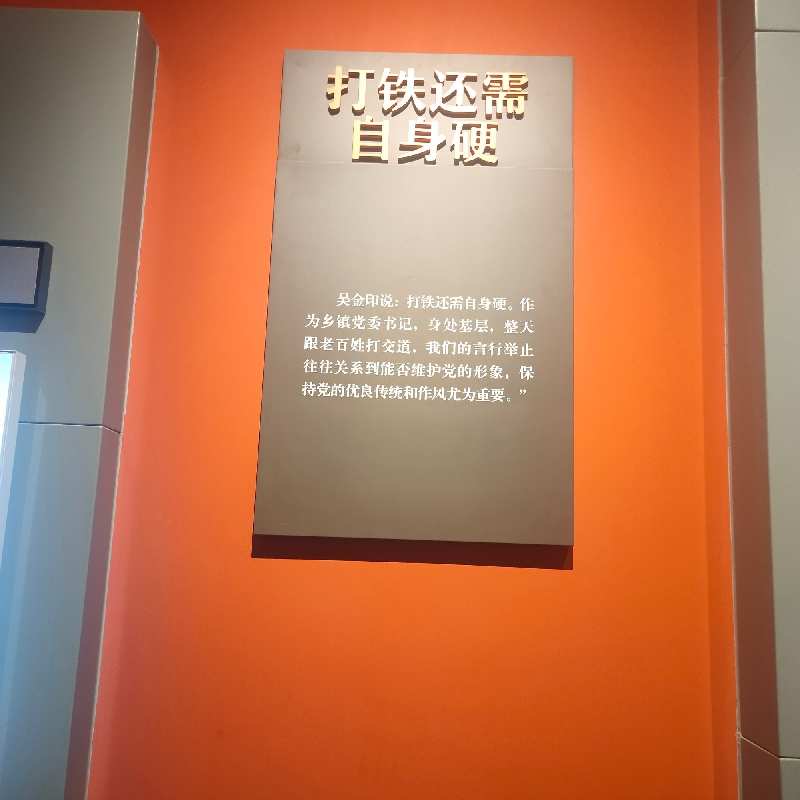 打铁还需
自身硬
吴金印说：打铁还需自身硬。作
为乡镇党委书记，身处基层，整天
跟老百姓打交道，我们的言行举止
往往关系到能否维护党的形象，保
持党的优良传统和作风尤为重要。”